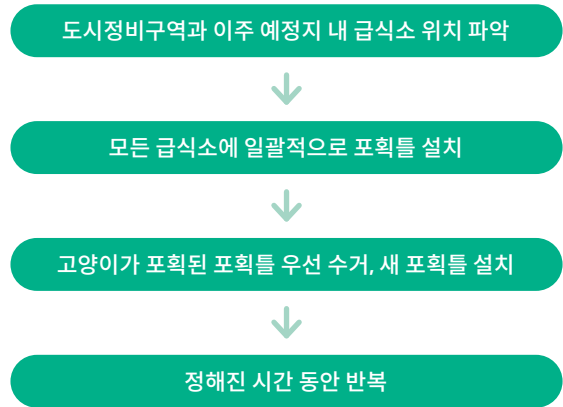 도시정비구역과 이주 예정지 내 급식소 위치 파악
모든 급식소에 일괄적으로 포획틀 설치
고양이가 포획된 포획틀 우선 수거, 새 포획틀 설치
정해진 시간 동안 반복